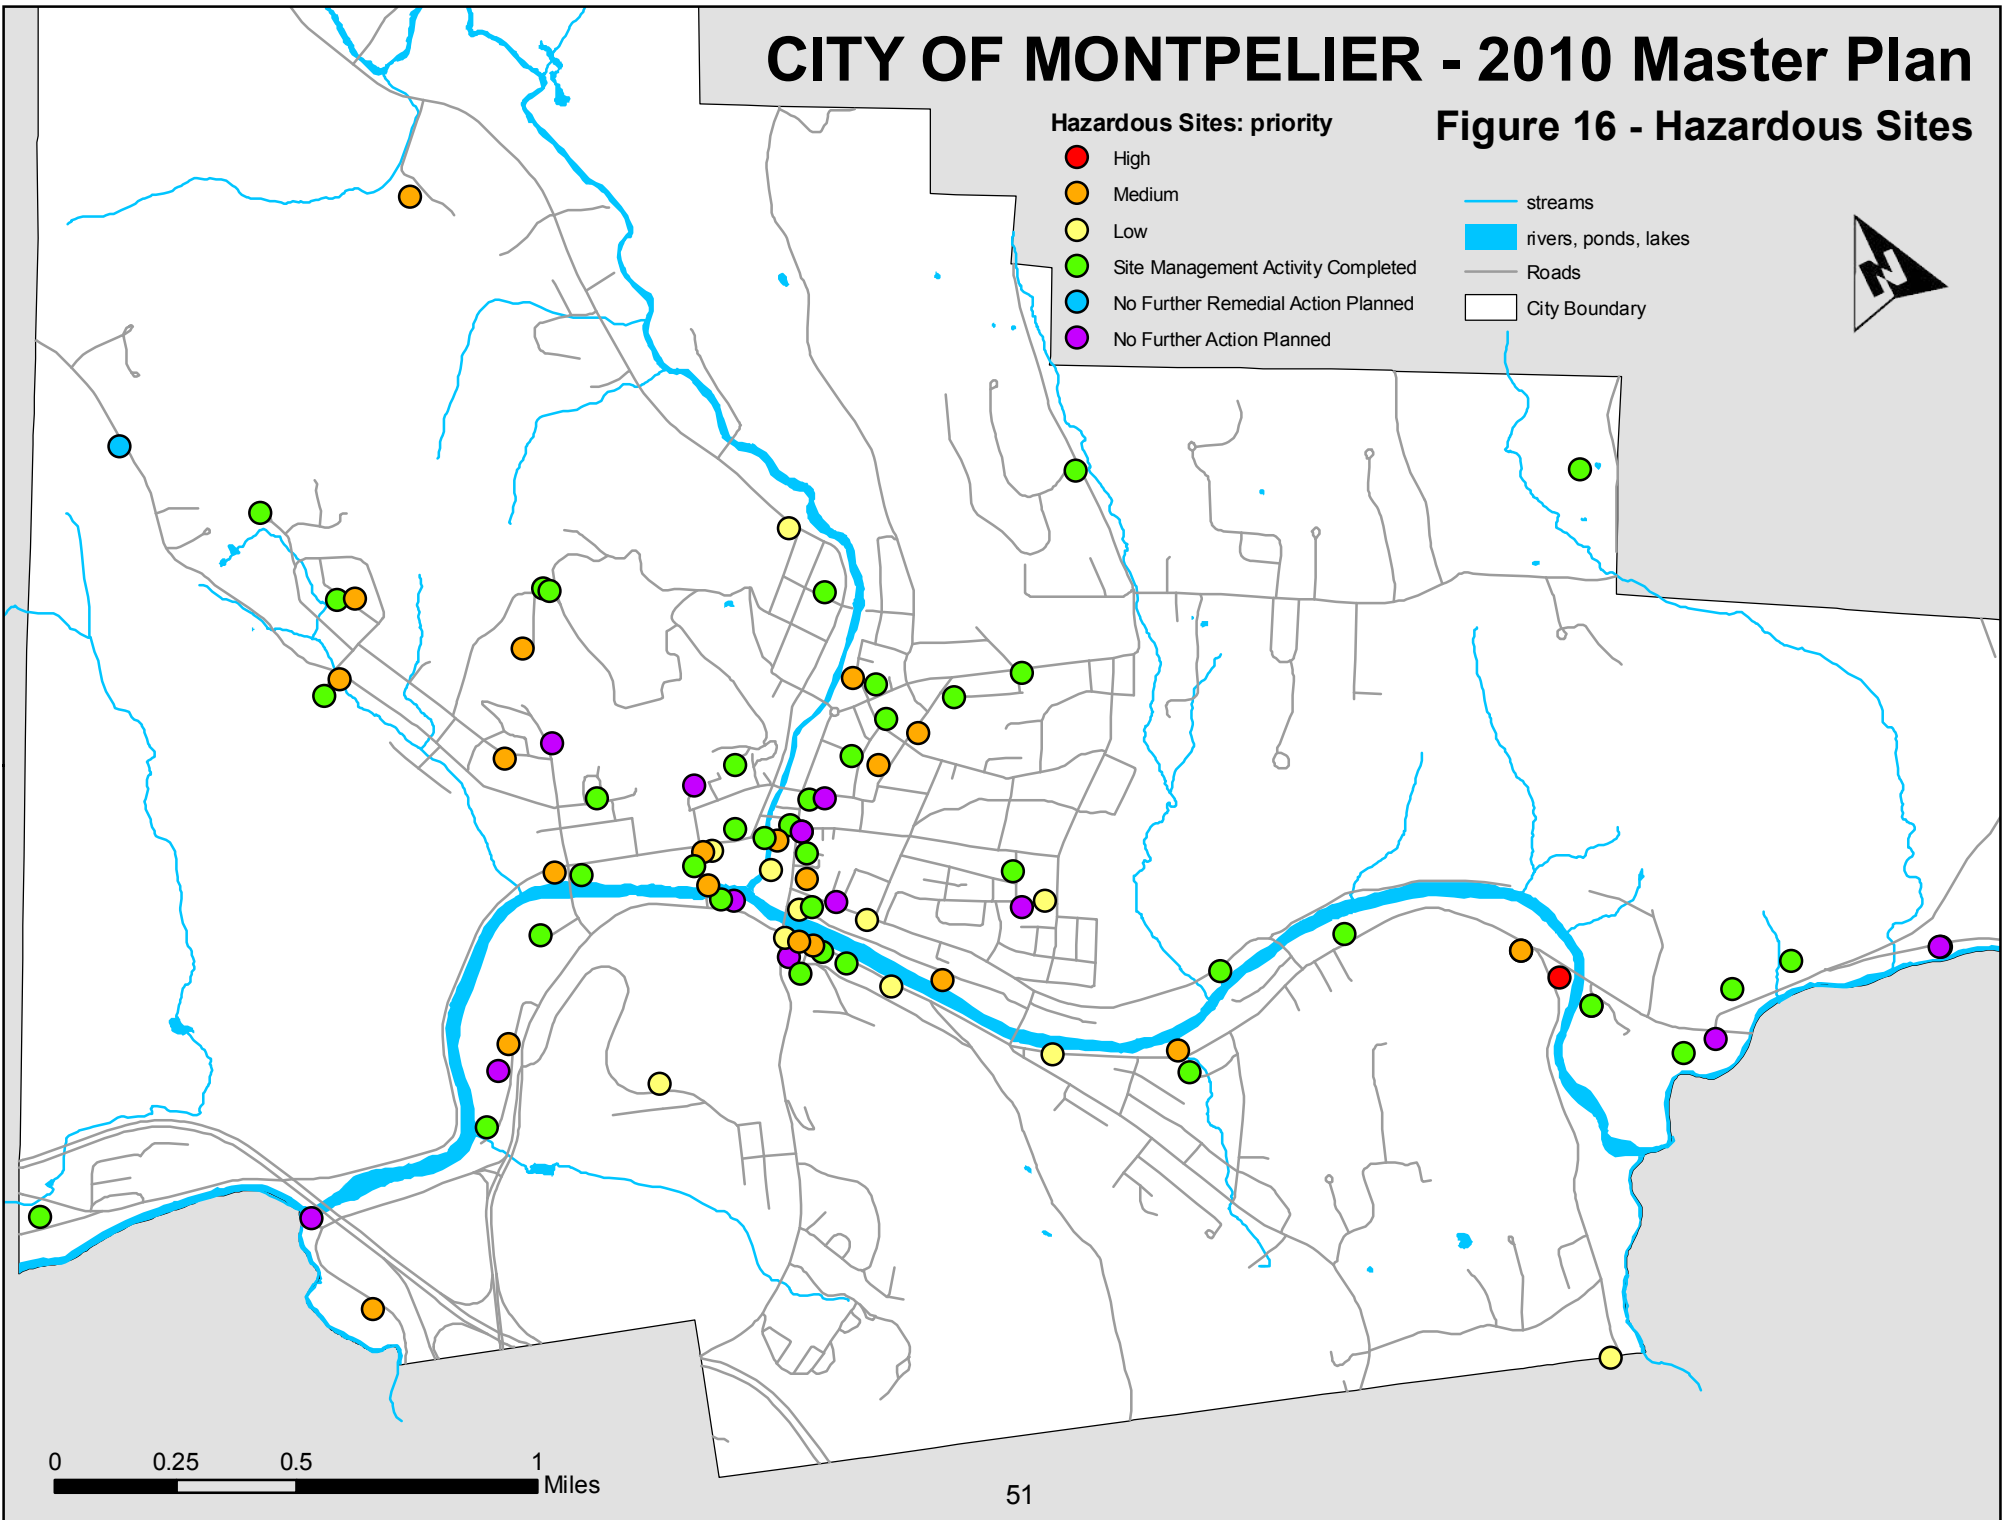 CITY OF MONTPELIER - 2010 Master Plan
Figure 16 - Hazardous Sites
Hazardous Sites: priority
High
Medium
Low
Site Management Activity Completed
No Further Remedial Action Planned
No Further Action Planned
streams
rivers, ponds, lakes
Roads
City Boundary
N
0 0.25 0.5 1
Miles
51